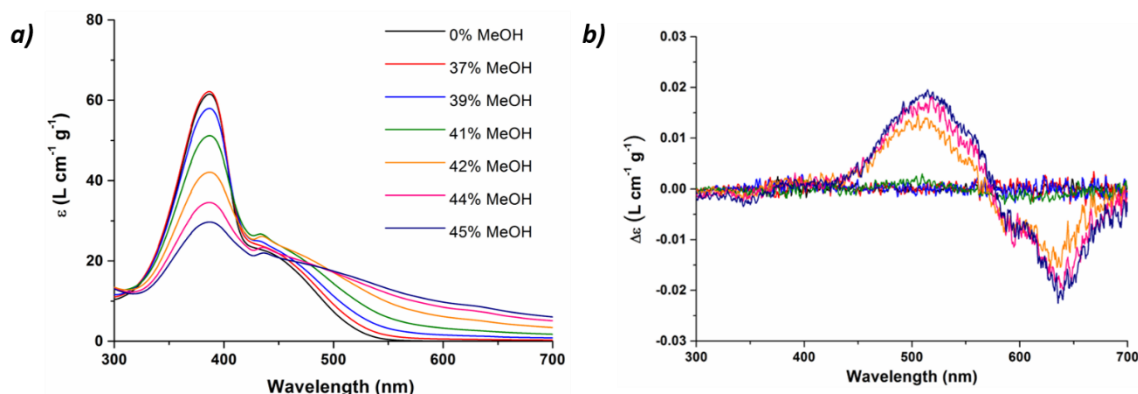 a)
80
60
40
20
0
ε (L cm⁻¹ g⁻¹)
300
400
500
600
700
Wavelength (nm)
0% MeOH
37% MeOH
39% MeOH
41% MeOH
42% MeOH
44% MeOH
45% MeOH
b)
0.03
0.02
0.01
0.00
-0.01
-0.02
-0.03
Δε (L cm⁻¹ g⁻¹)
300
400
500
600
700
Wavelength (nm)